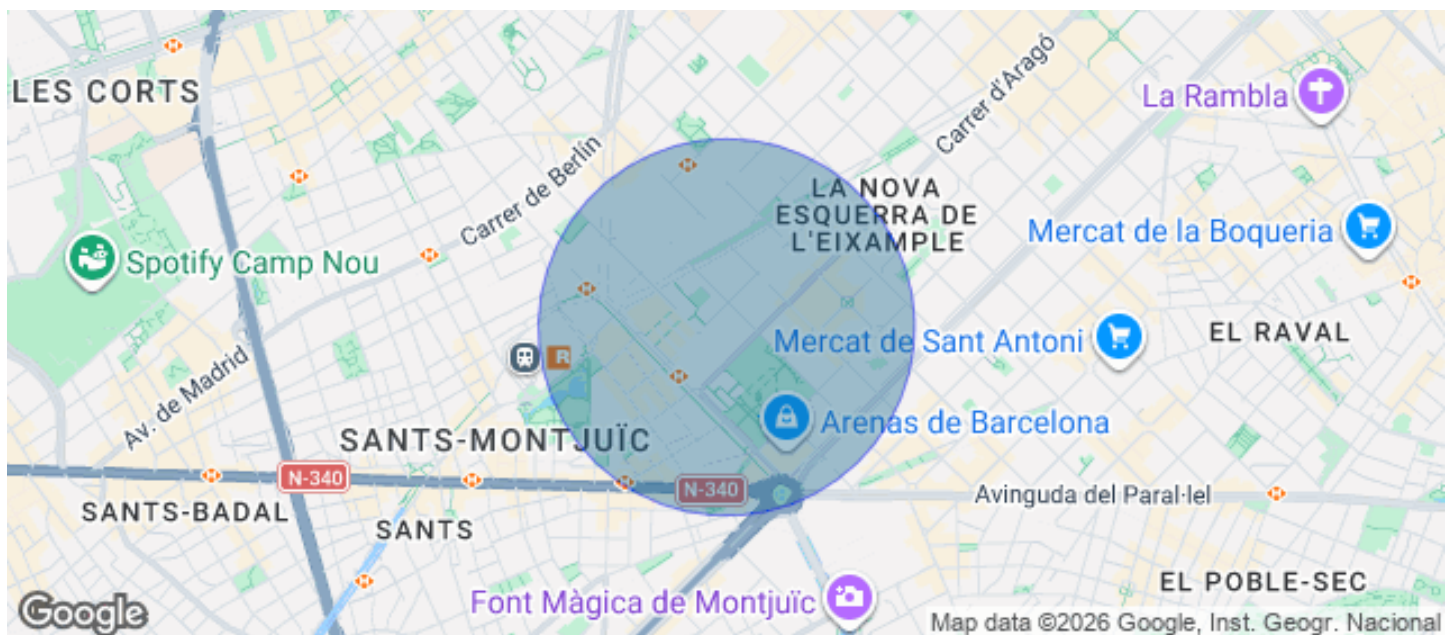 LES CORTS
La Rambla
Carrer d'Aragó
Carrer de Berlín
LA NOVA
ESQUERRA DE
L'EIXAMPLE
Mercat de la Boqueria
Spotify Camp Nou
Mercat de Sant Antoni
EL RAVAL
R
Av. de Madrid
Arenas de Barcelona
SANTS-MONTJUÏC
N-340
N-340
Avinguda del Paral·lel
SANTS-BADAL
SANTS
EL POBLE-SEC
Font Màgica de Montjuïc
Google
Map data ©2026 Google, Inst. Geogr. Nacional